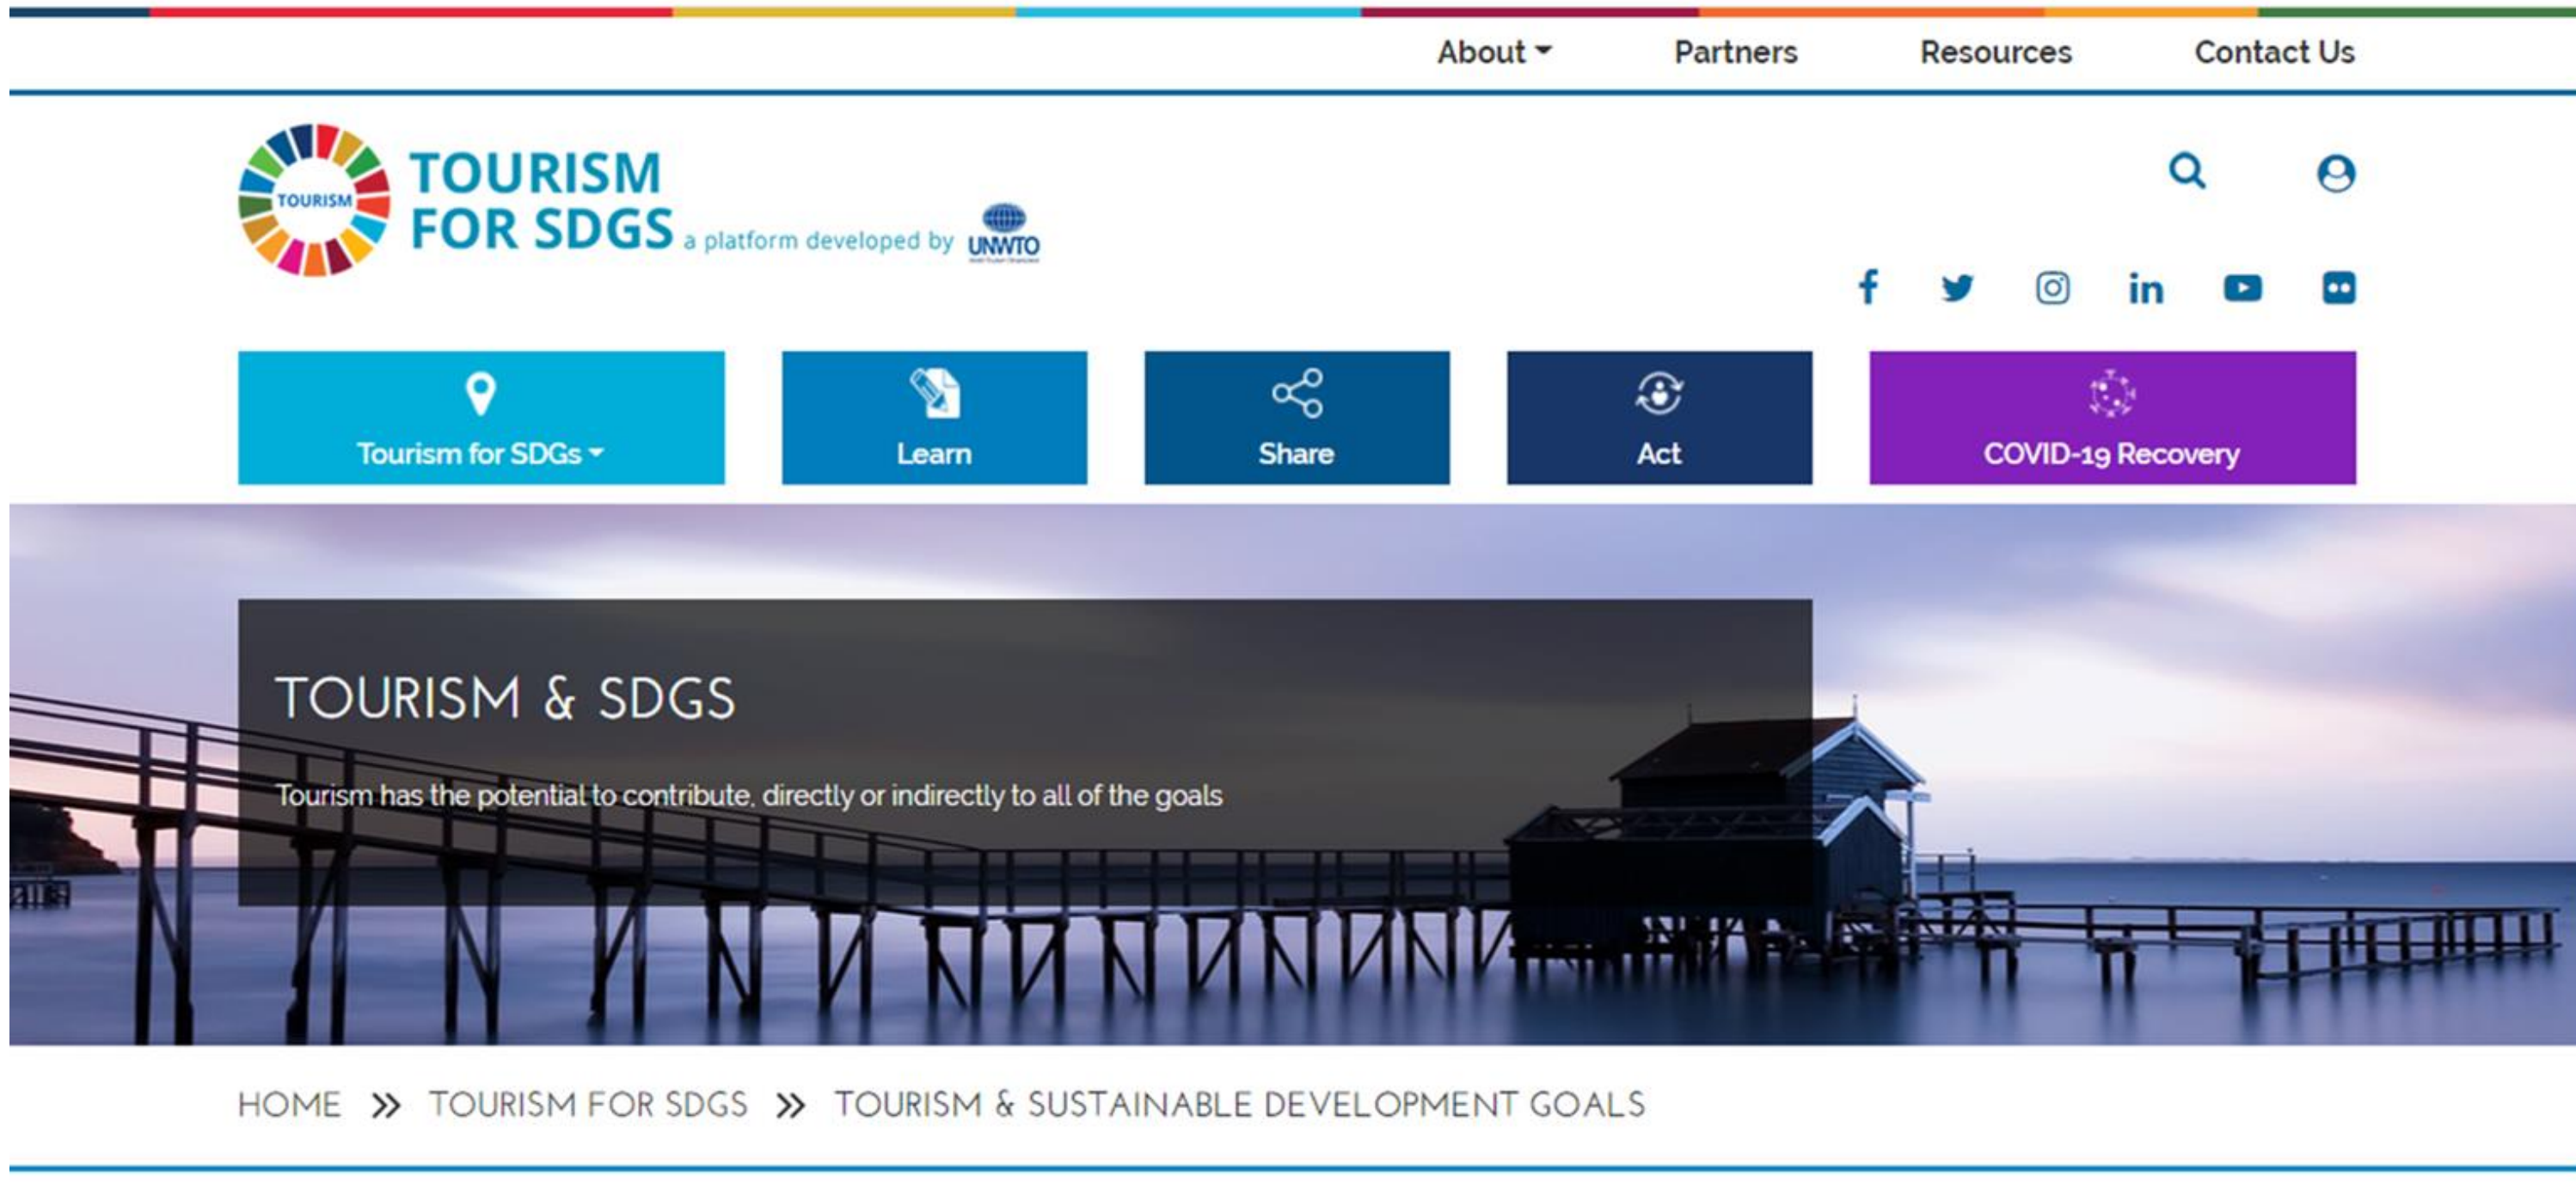 About
Partners
Resources
Contact Us
TOURISM
TOURISM
FOR SDGS
a platform developed by
UNWTO
Tourism for SDGs
Learn
Share
Act
COVID-19 Recovery
TOURISM & SDGS
Tourism has the potential to contribute, directly or indirectly to all of the goals
HOME » TOURISM FOR SDGS » TOURISM & SUSTAINABLE DEVELOPMENT GOALS